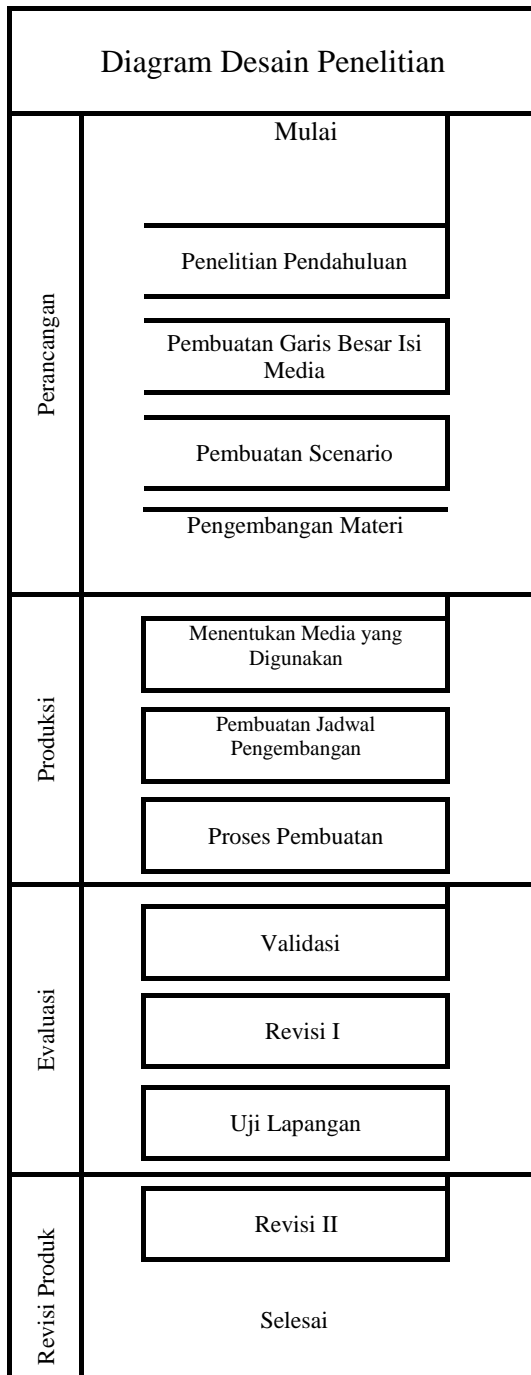 Diagram Desain Penelitian
Perancangan
Mulai
Penelitian Pendahuluan
Pembuatan Garis Besar Isi
Media
Pembuatan Scenario
Pengembangan Materi
Produksi
Menentukan Media yang
Digunakan
Pembuatan Jadwal
Pengembangan
Proses Pembuatan
Evaluasi
Validasi
Revisi I
Uji Lapangan
Revisi Produk
Revisi II
Selesai